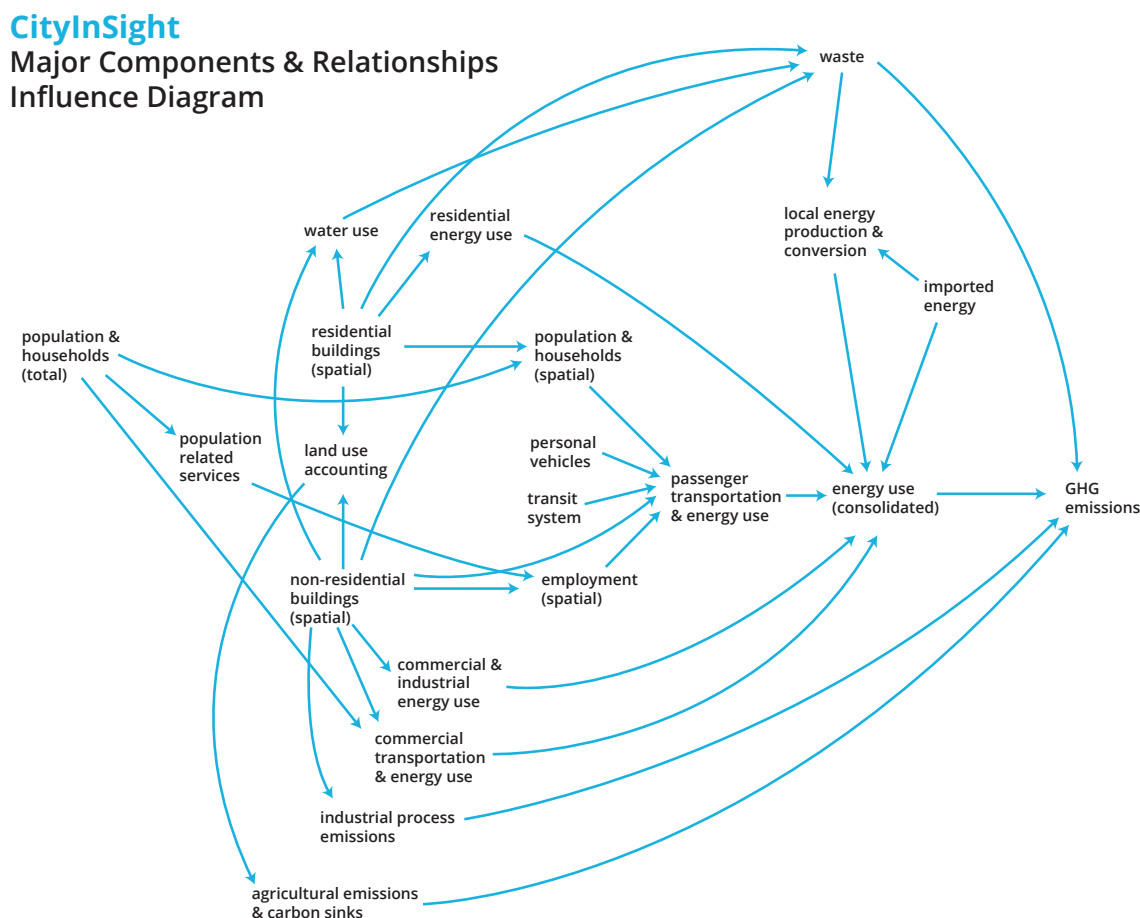 CityInSight
Major Components & Relationships
Influence Diagram
waste
water use
residential
energy use
local energy
production &
conversion
imported
energy
population &
households
(total)
residential
buildings
(spatial)
population &
households
(spatial)
population
related
services
land use
accounting
personal
vehicles
transit
system
passenger
transportation
& energy use
energy use
(consolidated)
GHG
emissions
non-residential
buildings
(spatial)
employment
(spatial)
commercial &
industrial
energy use
commercial
transportation
& energy use
industrial process
emissions
agricultural emissions
& carbon sinks